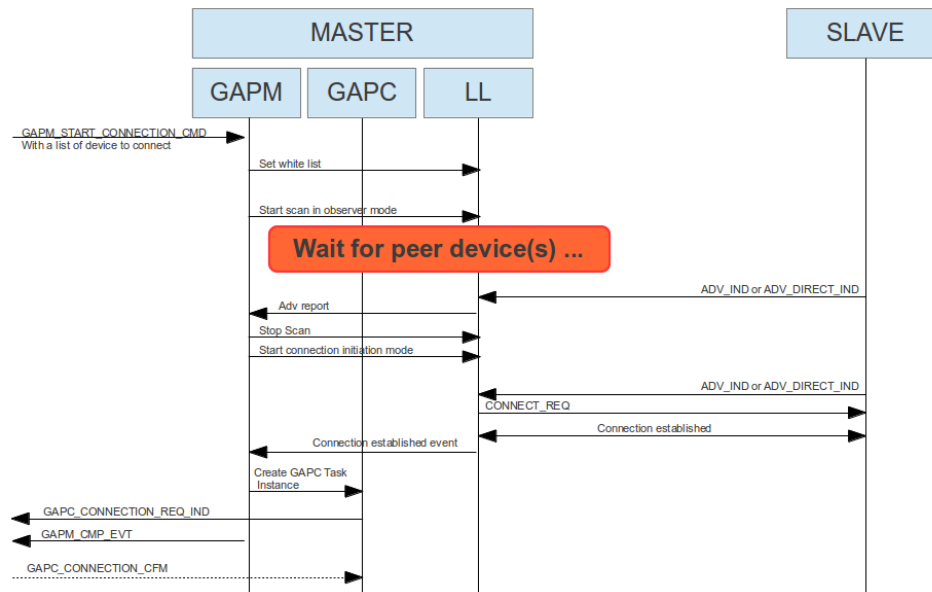 MASTER
SLAVE
GAPM
GAPC
LL
GAPM_START_CONNECTION_CMD
With a list of device to connect
Set white list
Start scan in observer mode
Wait for peer device(s) ...
ADV_IND or ADV_DIRECT_IND
Adv report
Stop Scan
Start connection initiation mode
ADV_IND or ADV_DIRECT_IND
CONNECT_REQ
Connection established
Connection established event
Create GAPC Task
Instance
GAPC_CONNECTION_REQ_IND
GAPM_CMP_EVT
GAPC_CONNECTION_CFM